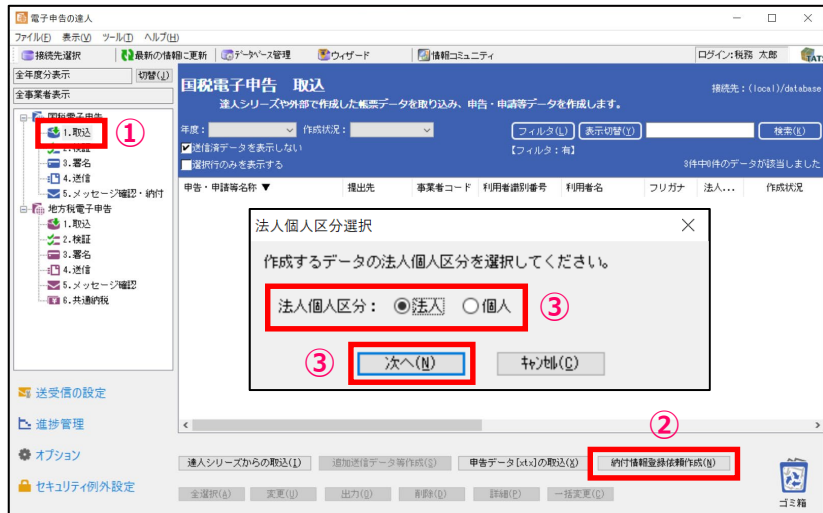 電子申告の達人
ファイル(F) 表示(V) ツール(T) ヘルプ(H)
接続先選択 最新の情報に更新 データベース管理 ウィザード 情報コミュニティ ログイン:税務 太郎
全年度分表示 切替(J)
全事業者表示
国税電子申告
1.取込
①
2.検証
3.署名
4.送信
5.メッセージ確認・納付
地方税電子申告
1.取込
2.検証
3.署名
4.送信
5.メッセージ確認
6.共通納税
送受信の設定
進捗管理
オプション
セキュリティ例外設定
国税電子申告 取込 接続先:(local)/database
達人シリーズや外部で作成した帳票データを取り込み、申告・申請等データを作成します。
年度: 作成状況: フィルタ(L) 表示切替(Y) 検索(K)
送信済データを表示しない 【フィルタ:有】
選択行のみを表示する 3件中0件のデータが該当しました
申告・申請等名称 ▼ 提出先 事業者コード 利用者識別番号 利用者名 フリガナ 法人... 作成状況
法人個人区分選択
作成するデータの法人個人区分を選択してください。
法人個人区分: 法人 個人 ③
③ 次へ(N) キャンセル(C)
②
達人シリーズからの取込(I) 追加送信データ等作成(S) 申告データ[xtx]の取込(X) 納付情報登録依頼作成(N)
全選択(A) 変更(U) 出力(O) 削除(D) 詳細(P) 一括変更(C)
ゴミ箱